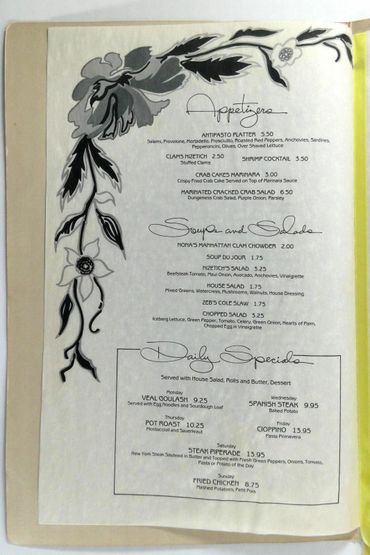 Appetizers
ANTIPASTO PLATTER 5.50
Salami, Provolone, Mortadella, Prosciutto, Roasted Red Peppers, Anchovies, Sardines,
Pepperoncini, Olives, Over Shaved Lettuce
CLAMS NIZETICH 2.50
Stuffed Clams
SHRIMP COCKTAIL 3.50
CRAB CAKES MARINARA 3.00
Crispy Fried Crab Cake Served on Top of Marinara Sauce
MARINATED CRACKED CRAB SALAD 6.50
Dungeness Crab Salad, Purple Onion, Parsley
Soups and Salads
NONA'S MANHATTAN CLAM CHOWDER 2.00
SOUP DU JOUR 1.75
NIZETICH'S SALAD 3.25
Beefsteak Tomato, Maui Onion, Avocado, Anchovies, Vinaigrette
HOUSE SALAD 1.75
Mixed Greens, Watercress, Mushrooms, Walnuts, House Dressing
ZEB'S COLE SLAW 1.75
CHOPPED SALAD 3.25
Iceberg Lettuce, Green Pepper, Tomato, Celery, Green Onion, Hearts of Palm,
Chopped Egg in Vinaigrette
Daily Specials
Served with House Salad, Rolls and Butter, Dessert
Monday
VEAL GOULASH 9.25
Served with Egg Noodles and Sourdough Loaf
Wednesday
SPANISH STEAK 9.95
Baked Potato
Thursday
POT ROAST 10.25
Mostaccioli and Sauerkraut
Friday
CIOPPINO 13.95
Pasta Primavera
Saturday
STEAK PIPERADE 13.95
New York Steak Sauteed in Butter and Topped with Fresh Green Peppers, Onions, Tomato,
Pasta or Potato of the Day
Sunday
FRIED CHICKEN 8.75
Mashed Potatoes, Petit Pois